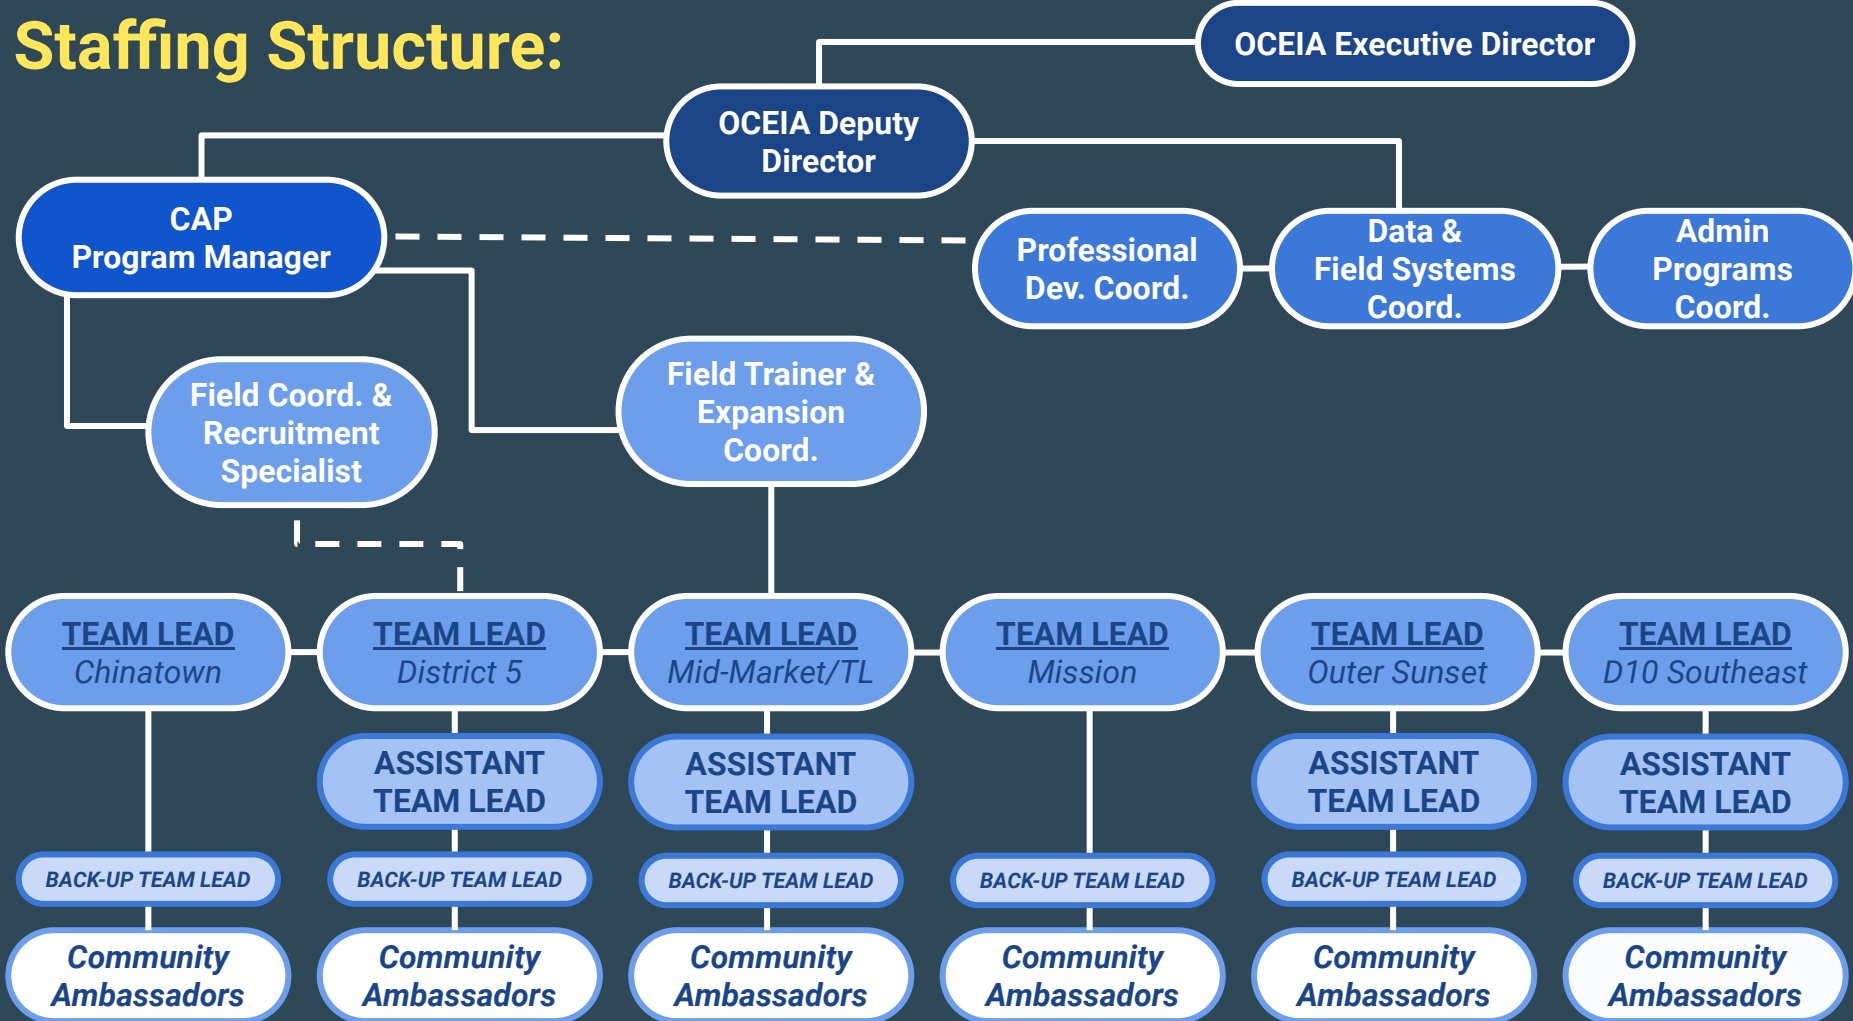 Staffing Structure:
OCEIA Executive Director
OCEIA Deputy
Director
CAP
Program Manager
Professional
Dev. Coord.
Data &
Field Systems
Coord.
Admin
Programs
Coord.
Field Coord. &
Recruitment
Specialist
Field Trainer &
Expansion
Coord.
TEAM LEAD
Chinatown
TEAM LEAD
District 5
TEAM LEAD
Mid-Market/TL
TEAM LEAD
Mission
TEAM LEAD
Outer Sunset
TEAM LEAD
D10 Southeast
ASSISTANT
TEAM LEAD
ASSISTANT
TEAM LEAD
ASSISTANT
TEAM LEAD
ASSISTANT
TEAM LEAD
BACK-UP TEAM LEAD
BACK-UP TEAM LEAD
BACK-UP TEAM LEAD
BACK-UP TEAM LEAD
BACK-UP TEAM LEAD
BACK-UP TEAM LEAD
Community
Ambassadors
Community
Ambassadors
Community
Ambassadors
Community
Ambassadors
Community
Ambassadors
Community
Ambassadors